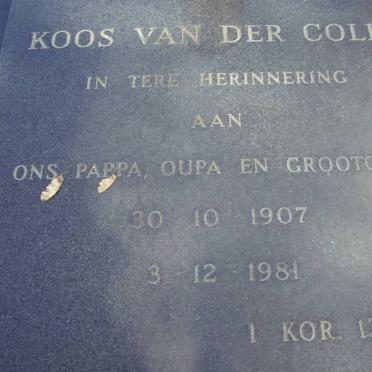 KOOS VAN DER COL
IN TERE HERINNERING
AAN
ONS PAPPA, OUPA EN GROOTO
30 10 1907
3 - 12 - 1981
1 KOR. 13